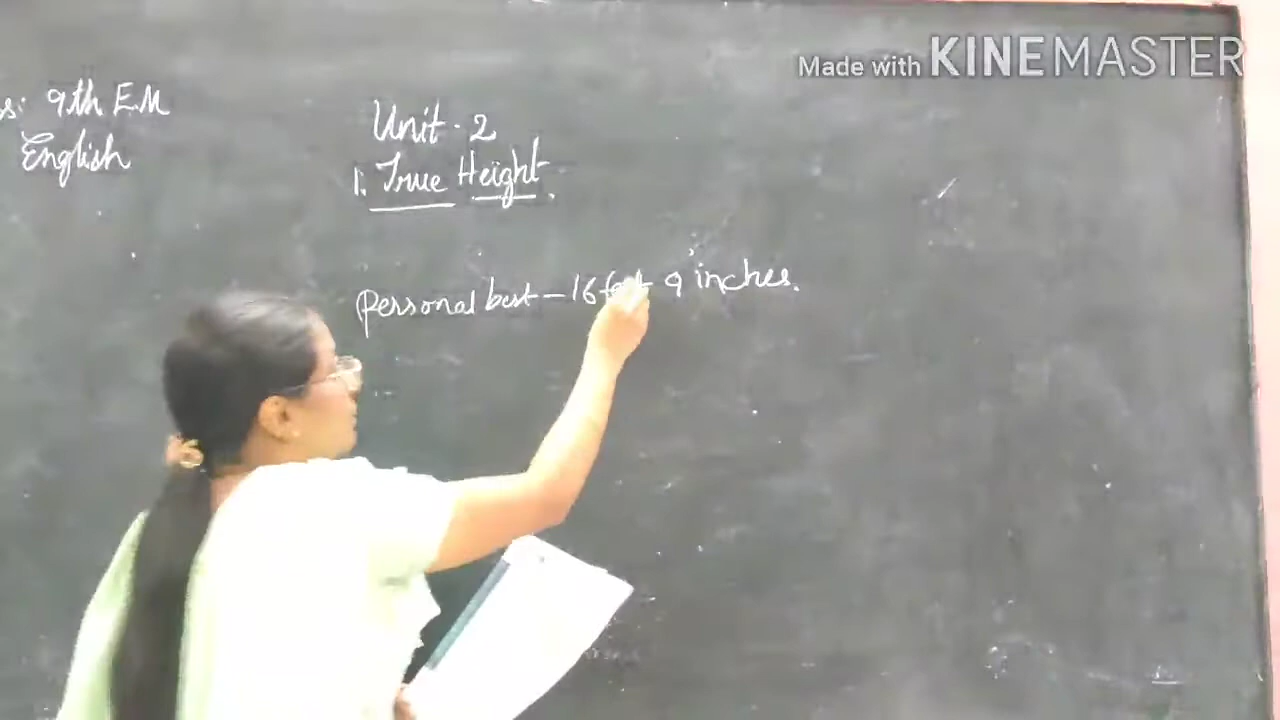 Made with KINEMASTER
s: 9th E.M
English
Unit - 2
1. True Height.
Personal best - 16 feet 9 inches.